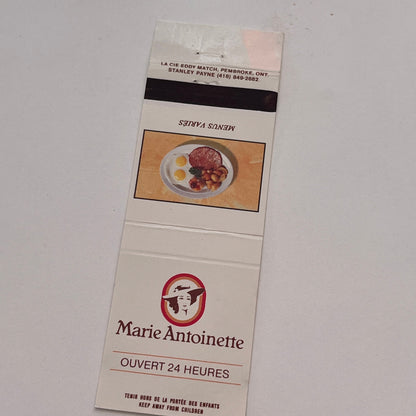 LA CIE EDDY MATCH, PEMBROKE, ONT.
STANLEY PAYNE (416) 849-2682
MENUS VARIÉS
Marie Antoinette
OUVERT 24 HEURES
TENIR HORS DE LA PORTÉE DES ENFANTS
KEEP AWAY FROM CHILDREN